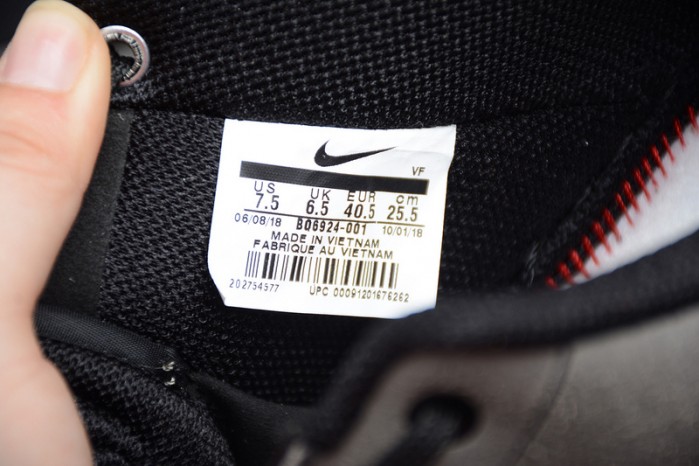 VF
US UK EUR cm
7.5 6.5 40.5 25.5
06/08/18 BO6924-001 10/01/18
MADE IN VIETNAM
FABRIQUE AU VIETNAM
202754577 UPC 00091201676262